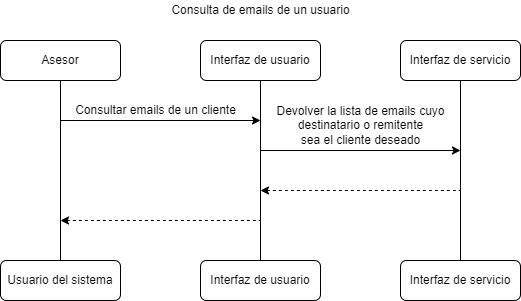 Consulta de emails de un usuario
Asesor
Interfaz de usuario
Interfaz de servicio
Consultar emails de un cliente
Devolver la lista de emails cuyo
destinatario o remitente
sea el cliente deseado
Usuario del sistema
Interfaz de usuario
Interfaz de servicio